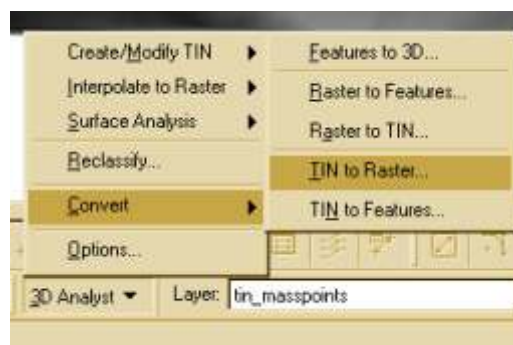 Create/Modify TIN
Interpolate to Raster
Surface Analysis
Reclassify...
Convert
Options...
Features to 3D...
Raster to Features...
Raster to TIN...
TIN to Raster...
TIN to Features...
3D Analyst
Layer: tin_masspoints